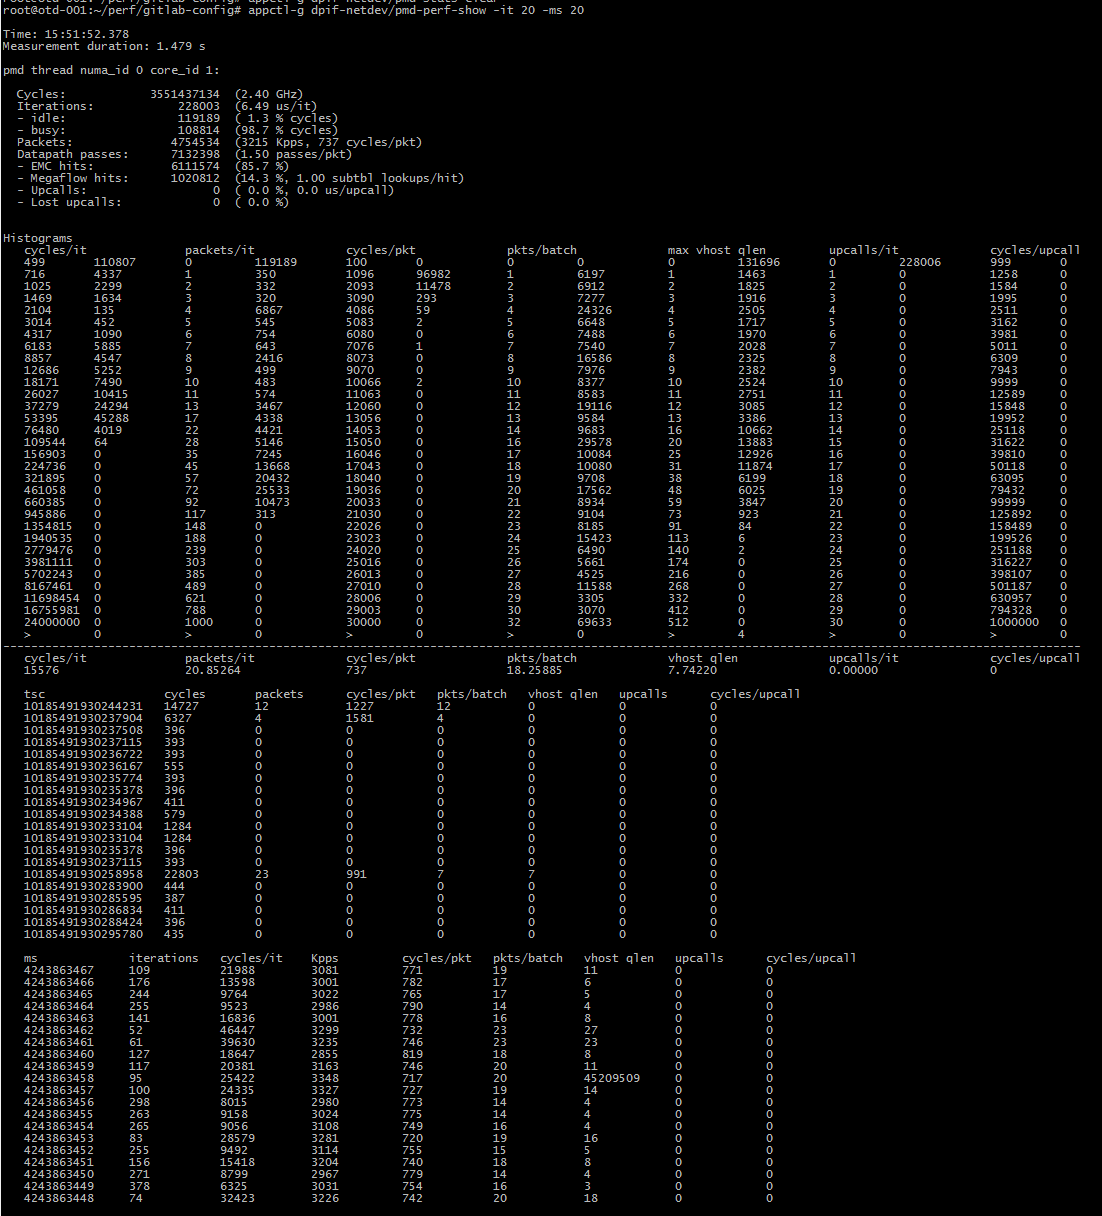 root@otd-001:~/perf/gitlab-config# appctl-g dpif-netdev/pmd-perf-show -it 20 -ms 20
Time: 15:51:52.378
Measurement duration: 1.479 s
pmd thread numa_id 0 core_id 1:
Cycles: 3551437134 (2.40 GHz)
Iterations: 228003 (6.49 us/it)
- idle: 119189 ( 1.3 % cycles)
- busy: 108814 (98.7 % cycles)
Packets: 4754534 (3215 Kpps, 737 cycles/pkt)
Datapath passes: 7132398 (1.50 passes/pkt)
- EMC hits: 6111574 (85.7 %)
- Megaflow hits: 1020812 (14.3 %, 1.00 subtbl lookups/hit)
- Upcalls: 0 ( 0.0 %, 0.0 us/upcall)
- Lost upcalls: 0 ( 0.0 %)
Histograms
cycles/it packets/it cycles/pkt pkts/batch max vhost qlen upcalls/it cycles/upcall
499 110807 0 119189 100 0 0 0 0 131696 0 228006 999 0
716 4337 1 350 1096 96982 1 6197 1 1463 1 0 1258 0
1025 2299 2 332 2093 11478 2 6912 2 1825 2 0 1584 0
1469 1634 3 320 3090 293 3 7277 3 1916 3 0 1995 0
2104 135 4 6867 4086 59 4 24326 4 2505 4 0 2511 0
3014 452 5 545 5083 2 5 6648 5 1717 5 0 3162 0
4317 1090 6 754 6080 0 6 7488 6 1970 6 0 3981 0
6183 5885 7 643 7076 1 7 7540 7 2028 7 0 5011 0
8857 4547 8 2416 8073 0 8 16586 8 2325 8 0 6309 0
12686 5252 9 499 9070 0 9 7976 9 2382 9 0 7943 0
18171 7490 10 483 10066 2 10 8377 10 2524 10 0 9999 0
26027 10415 11 574 11063 0 11 8583 11 2751 11 0 12589 0
37279 24294 13 3467 12060 0 12 19116 12 3085 12 0 15848 0
53395 45288 17 4338 13056 0 13 9584 13 3386 13 0 19952 0
76480 4019 22 4421 14053 0 14 9683 16 10662 14 0 25118 0
109544 64 28 5146 15050 0 16 29578 20 13883 15 0 31622 0
156903 0 35 7245 16046 0 17 10084 25 12926 16 0 39810 0
224736 0 45 13668 17043 0 18 10080 31 11874 17 0 50118 0
321895 0 57 20432 18040 0 19 9708 38 6199 18 0 63095 0
461058 0 72 25533 19036 0 20 17562 48 6025 19 0 79432 0
660385 0 92 10473 20033 0 21 8934 59 3847 20 0 99999 0
945886 0 117 313 21030 0 22 9104 73 923 21 0 125892 0
1354815 0 148 0 22026 0 23 8185 91 84 22 0 158489 0
1940535 0 188 0 23023 0 24 15423 113 6 23 0 199526 0
2779476 0 239 0 24020 0 25 6490 140 2 24 0 251188 0
3981111 0 303 0 25016 0 26 5661 174 0 25 0 316227 0
5702243 0 385 0 26013 0 27 4525 216 0 26 0 398107 0
8167461 0 489 0 27010 0 28 11588 268 0 27 0 501187 0
11698454 0 621 0 28006 0 29 3305 332 0 28 0 630957 0
16755981 0 788 0 29003 0 30 3070 412 0 29 0 794328 0
24000000 0 1000 0 30000 0 32 69633 512 0 30 0 1000000 0
> 0 > 0 > 0 > 0 > 4 > 0 > 0
cycles/it packets/it cycles/pkt pkts/batch vhost qlen upcalls/it cycles/upcall
15576 20.85264 737 18.25885 7.74220 0.00000 0
tsc cycles packets cycles/pkt pkts/batch vhost qlen upcalls cycles/upcall
10185491930244231 14727 12 1227 12 0 0 0
10185491930237904 6327 4 1581 4 0 0 0
10185491930237508 396 0 0 0 0 0 0
10185491930237115 393 0 0 0 0 0 0
10185491930236722 393 0 0 0 0 0 0
10185491930236167 555 0 0 0 0 0 0
10185491930235774 393 0 0 0 0 0 0
10185491930235378 396 0 0 0 0 0 0
10185491930234967 411 0 0 0 0 0 0
10185491930234388 579 0 0 0 0 0 0
10185491930233104 1284 0 0 0 0 0 0
10185491930233104 1284 0 0 0 0 0 0
10185491930235378 396 0 0 0 0 0 0
10185491930237115 393 0 0 0 0 0 0
10185491930258958 22803 23 991 7 7 0 0
10185491930283900 444 0 0 0 0 0 0
10185491930285595 387 0 0 0 0 0 0
10185491930286834 411 0 0 0 0 0 0
10185491930288424 396 0 0 0 0 0 0
10185491930295780 435 0 0 0 0 0 0
ms iterations cycles/it Kpps cycles/pkt pkts/batch vhost qlen upcalls cycles/upcall
4243863467 109 21988 3081 771 19 11 0 0
4243863466 176 13598 3001 782 17 6 0 0
4243863465 244 9764 3022 765 17 5 0 0
4243863464 255 9523 2986 790 14 4 0 0
4243863463 141 16836 3001 778 16 8 0 0
4243863462 52 46447 3299 732 23 27 0 0
4243863461 61 39630 3235 746 23 23 0 0
4243863460 127 18647 2855 819 18 8 0 0
4243863459 117 20381 3163 746 20 11 0 0
4243863458 95 25422 3348 717 20 45209509 0 0
4243863457 100 24335 3327 727 19 14 0 0
4243863456 298 8015 2980 773 14 4 0 0
4243863455 263 9158 3024 775 14 4 0 0
4243863454 265 9056 3108 749 16 4 0 0
4243863453 83 28579 3281 720 19 16 0 0
4243863452 255 9492 3114 755 15 5 0 0
4243863451 156 15418 3204 740 18 8 0 0
4243863450 271 8799 2967 779 14 4 0 0
4243863449 378 6325 3031 754 16 3 0 0
4243863448 74 32423 3226 742 20 18 0 0